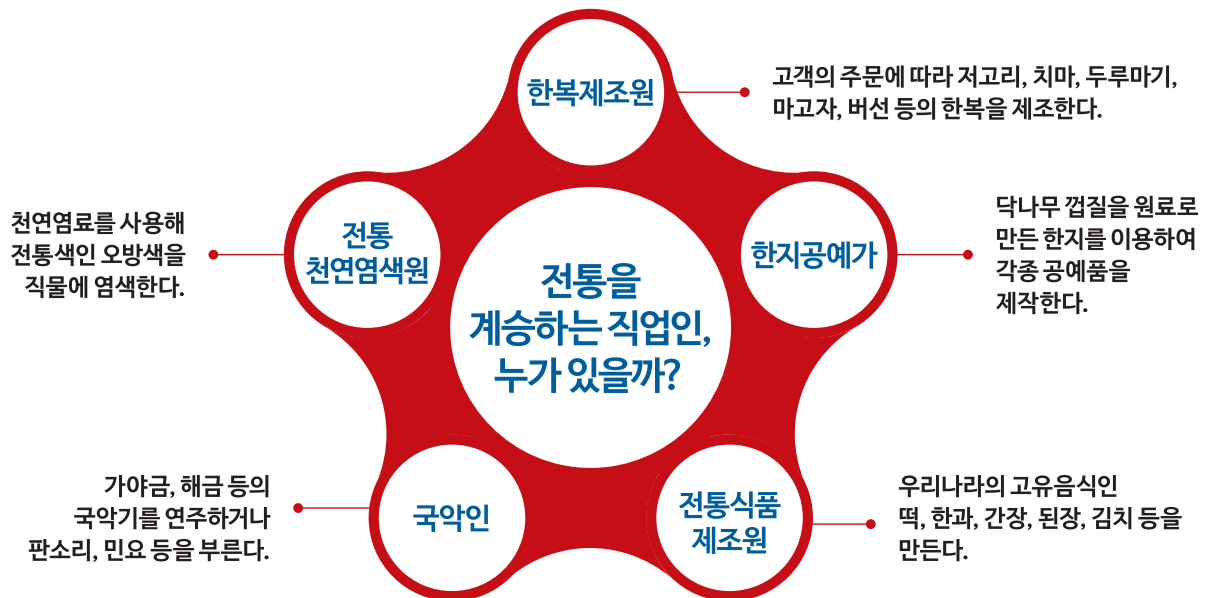 한복제조원
고객의 주문에 따라 저고리, 치마, 두루마기,
마고자, 버선 등의 한복을 제조한다.
전통
천연염색원
천연염료를 사용해
전통색인 오방색을
직물에 염색한다.
한지공예가
닥나무 껍질을 원료로
만든 한지를 이용하여
각종 공예품을
제작한다.
전통을
계승하는 직업인,
누가 있을까?
국악인
가야금, 해금 등의
국악기를 연주하거나
판소리, 민요 등을 부른다.
전통식품
제조원
우리나라의 고유음식인
떡, 한과, 간장, 된장, 김치 등을
만든다.